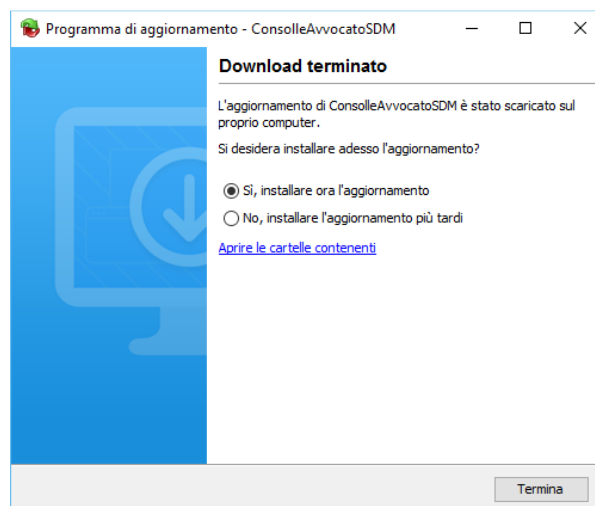 Programma di aggiornamento - ConsolleAvvocatoSDM
Download terminato
L'aggiornamento di ConsolleAvvocatoSDM è stato scaricato sul
proprio computer.
Si desidera installare adesso l'aggiornamento?
Sì, installare ora l'aggiornamento
No, installare l'aggiornamento più tardi
Aprire le cartelle contenenti
Termina